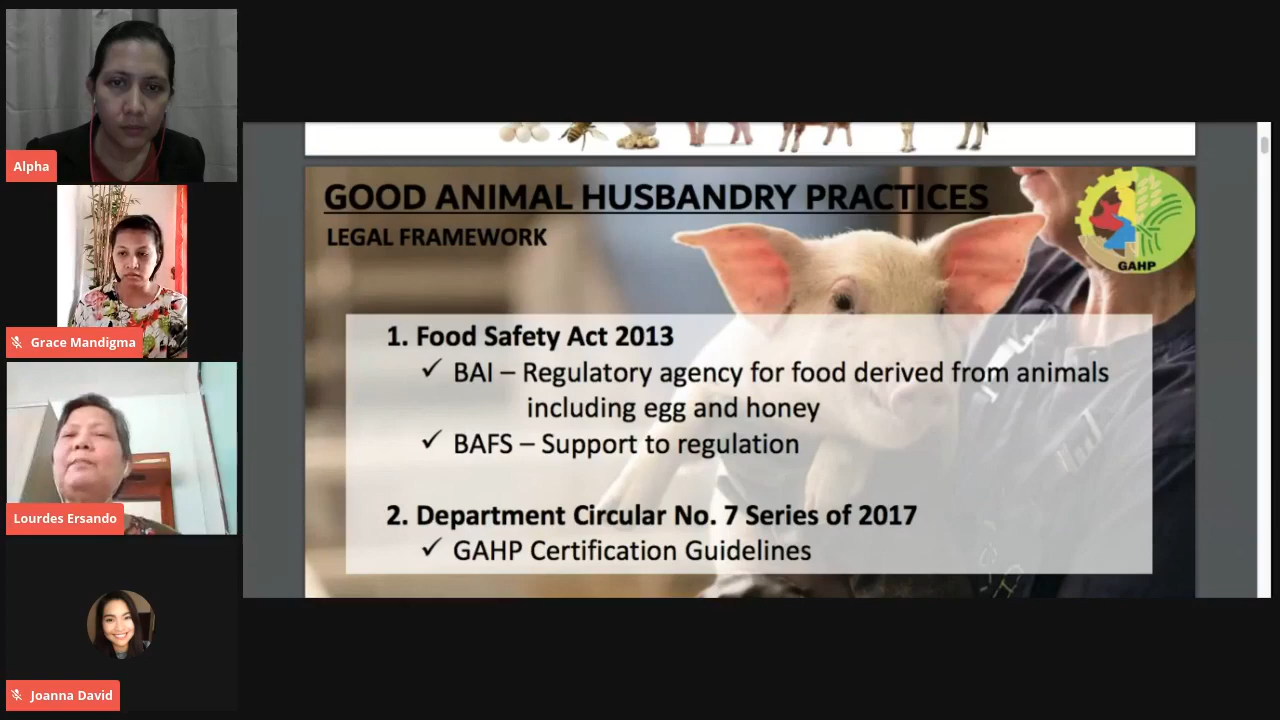 Alpha
Grace Mandigma
Lourdes Ersando
Joanna David
GOOD ANIMAL HUSBANDRY PRACTICES
LEGAL FRAMEWORK
GAHP
1. Food Safety Act 2013
✓ BAI – Regulatory agency for food derived from animals
including egg and honey
✓ BAFS – Support to regulation
2. Department Circular No. 7 Series of 2017
✓ GAHP Certification Guidelines